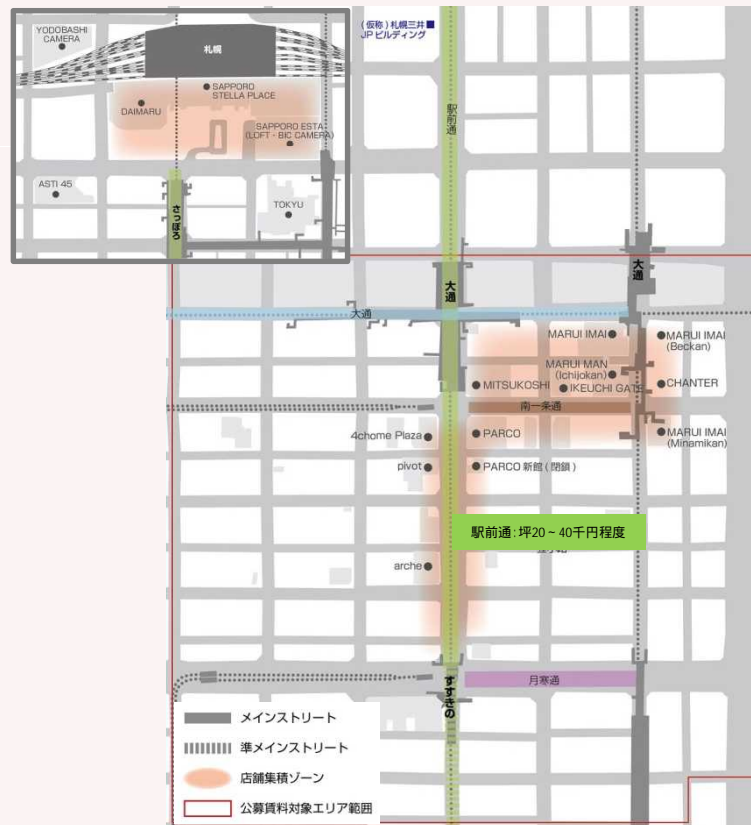 YODOBASHI
CAMERA
札幌
SAPPORO
STELLA PLACE
DAIMARU
SAPPORO ESTA
(LOFT・BIC CAMERA)
ASTI 45
さっぽろ
TOKYU
(仮称)札幌三井
JPビルディング
駅前通
大通
大通
大通
MARUI IMAI
MARUI IMAI
(Beckan)
MARUI MAN
(Ichijokan)
MITSUKOSHI
IKEUCHI GATE
CHANTER
南一条通
4chome Plaza
PARCO
MARUI IMAI
(Minamikan)
pivot
PARCO 新館(閉鎖)
駅前通:坪20~40千円程度
arche
すすきの
月寒通
メインストリート
準メインストリート
店舗集積ゾーン
公募賃料対象エリア範囲